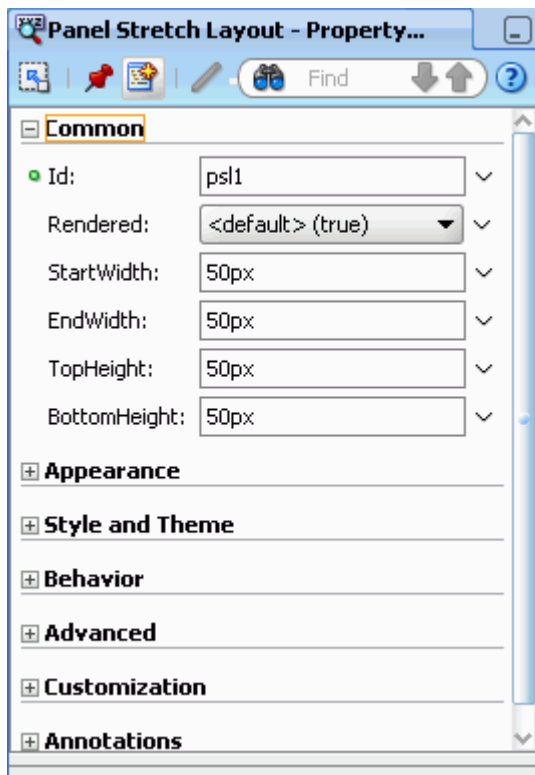 Panel Stretch Layout - Property...
Find
Common
Id: psl1
Rendered: <default> (true)
StartWidth: 50px
EndWidth: 50px
TopHeight: 50px
BottomHeight: 50px
Appearance
Style and Theme
Behavior
Advanced
Customization
Annotations